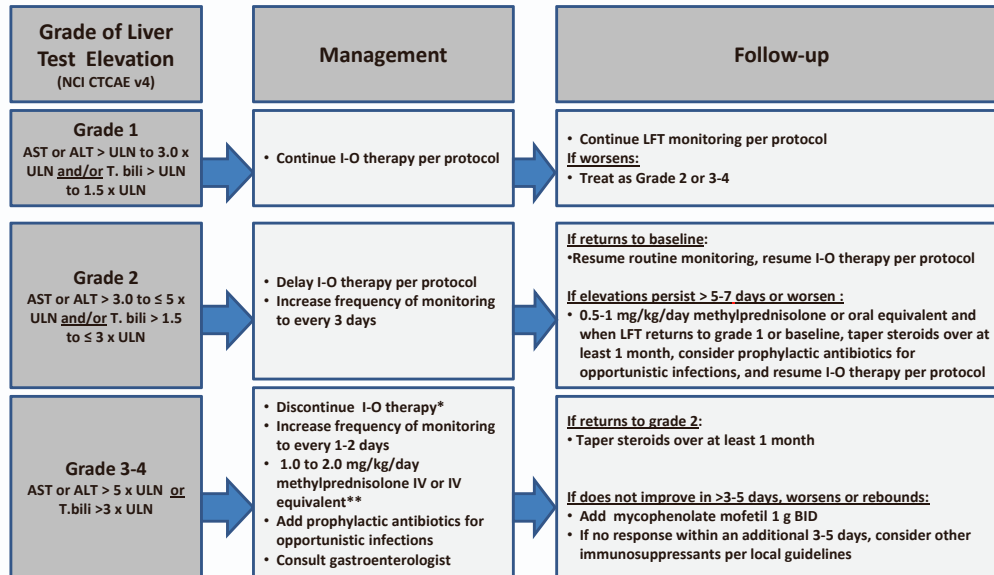 Grade of Liver
Test Elevation
(NCI CTCAE v4)
Management
Follow-up
Grade 1
AST or ALT > ULN to 3.0 x
ULN and/or T. bili > ULN
to 1.5 x ULN
• Continue I-O therapy per protocol
• Continue LFT monitoring per protocol
If worsens:
• Treat as Grade 2 or 3-4
Grade 2
AST or ALT > 3.0 to ≤ 5 x
ULN and/or T. bili > 1.5
to ≤ 3 x ULN
• Delay I-O therapy per protocol
• Increase frequency of monitoring
to every 3 days
If returns to baseline:
•Resume routine monitoring, resume I-O therapy per protocol
If elevations persist > 5-7 days or worsen :
• 0.5-1 mg/kg/day methylprednisolone or oral equivalent and
when LFT returns to grade 1 or baseline, taper steroids over at
least 1 month, consider prophylactic antibiotics for
opportunistic infections, and resume I-O therapy per protocol
Grade 3-4
AST or ALT > 5 x ULN or
T.bili >3 x ULN
• Discontinue I-O therapy*
• Increase frequency of monitoring
to every 1-2 days
• 1.0 to 2.0 mg/kg/day
methylprednisolone IV or IV
equivalent**
• Add prophylactic antibiotics for
opportunistic infections
• Consult gastroenterologist
If returns to grade 2:
• Taper steroids over at least 1 month
If does not improve in >3-5 days, worsens or rebounds:
• Add mycophenolate mofetil 1 g BID
• If no response within an additional 3-5 days, consider other
immunosuppressants per local guidelines